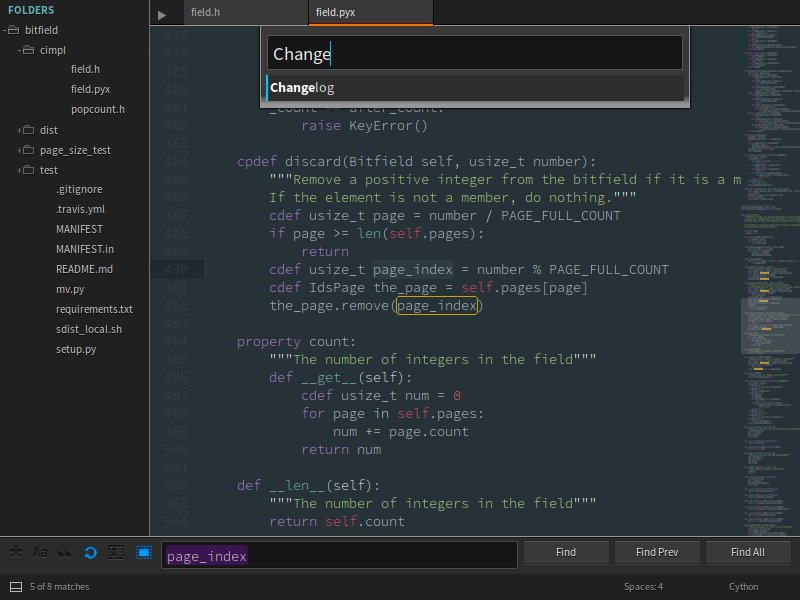 FOLDERS
bitfield
cimpl
field.h
field.pyx
popcount.h
dist
page_size_test
test
.gitignore
.travis.yml
MANIFEST
MANIFEST.in
README.md
mv.py
requirements.txt
sdist_local.sh
setup.py
field.h
field.pyx
Change
Changelog
477
478
479
480
481
482 raise KeyError()
483
484 cpdef discard(Bitfield self, usize_t number):
485 """Remove a positive integer from the bitfield if it is a m
486 If the element is not a member, do nothing."""
487 cdef usize_t page = number / PAGE_FULL_COUNT
488 if page >= len(self.pages):
489 return
490 cdef usize_t page_index = number % PAGE_FULL_COUNT
491 cdef IdsPage the_page = self.pages[page]
492 the_page.remove(page_index)
493
494 property count:
495 """The number of integers in the field"""
496 def __get__(self):
497 cdef usize_t num = 0
498 for page in self.pages:
499 num += page.count
500 return num
501
502 def __len__(self):
503 """The number of integers in the field"""
504 return self.count
Aa
page_index
Find
Find Prev
Find All
5 of 8 matches
Spaces: 4
Cython